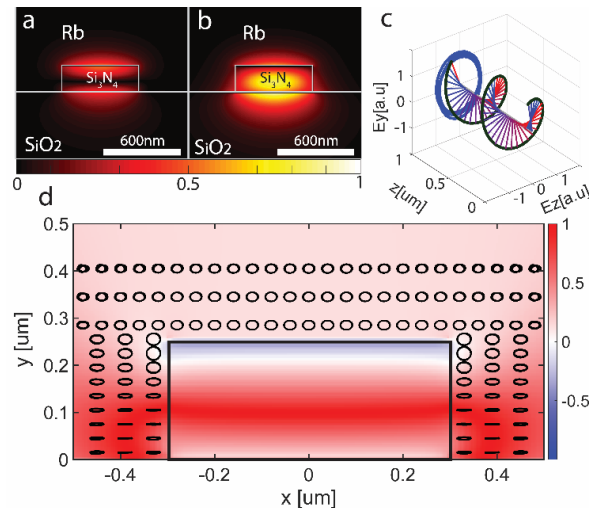 a b c
Rb Rb
Si₃N₄ Si₃N₄
SiO₂ 600nm SiO₂ 600nm
0 0.5 1
Ey[a.u]
1
0
-1
1
0.5
0
z[um]
-1 0 1
Ez[a.u]
d
y [um]
0.5
0.4
0.3
0.2
0.1
0
-0.4 -0.2 0 0.2 0.4
x [um]
1
0.5
0
-0.5